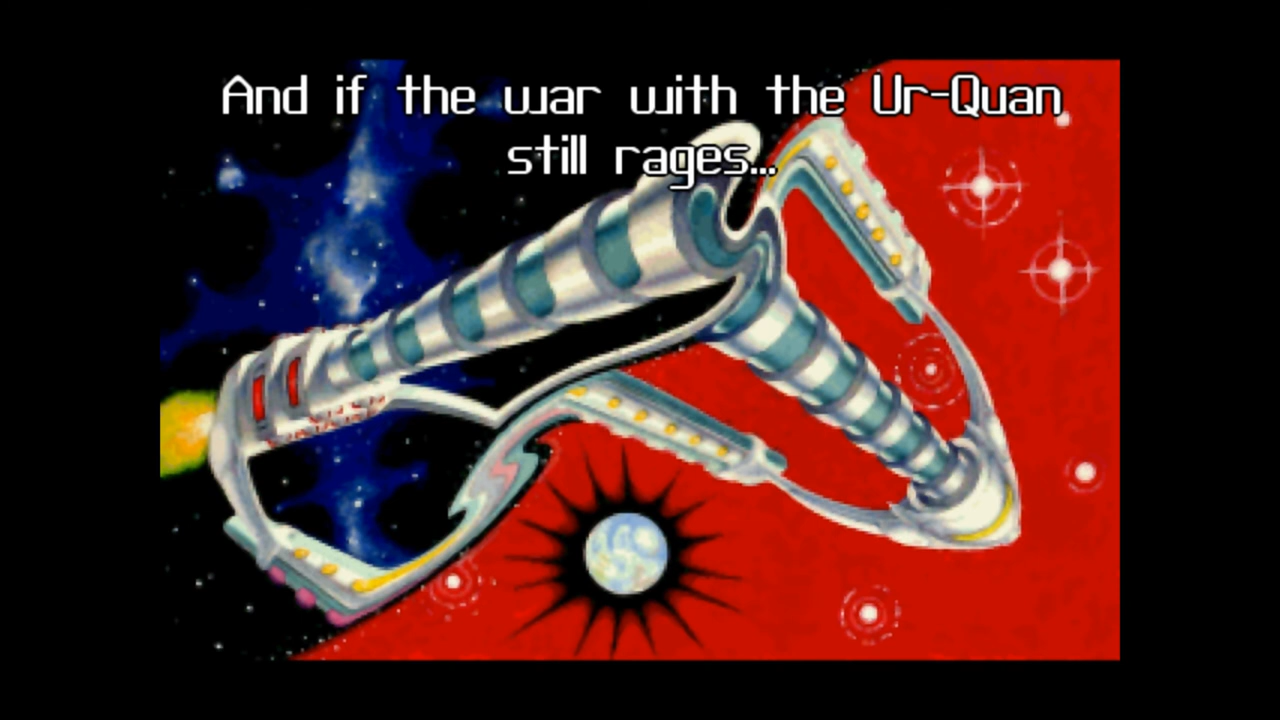 And if the war with the Ur-Quan
still rages...